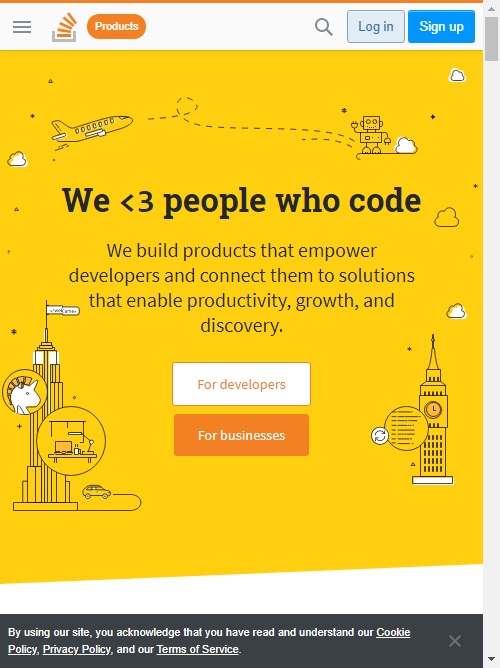 Products
Log in
Sign up
We <3 people who code
We build products that empower
developers and connect them to solutions
that enable productivity, growth, and
discovery.
For developers
For businesses
By using our site, you acknowledge that you have read and understand our Cookie
Policy, Privacy Policy, and our Terms of Service.